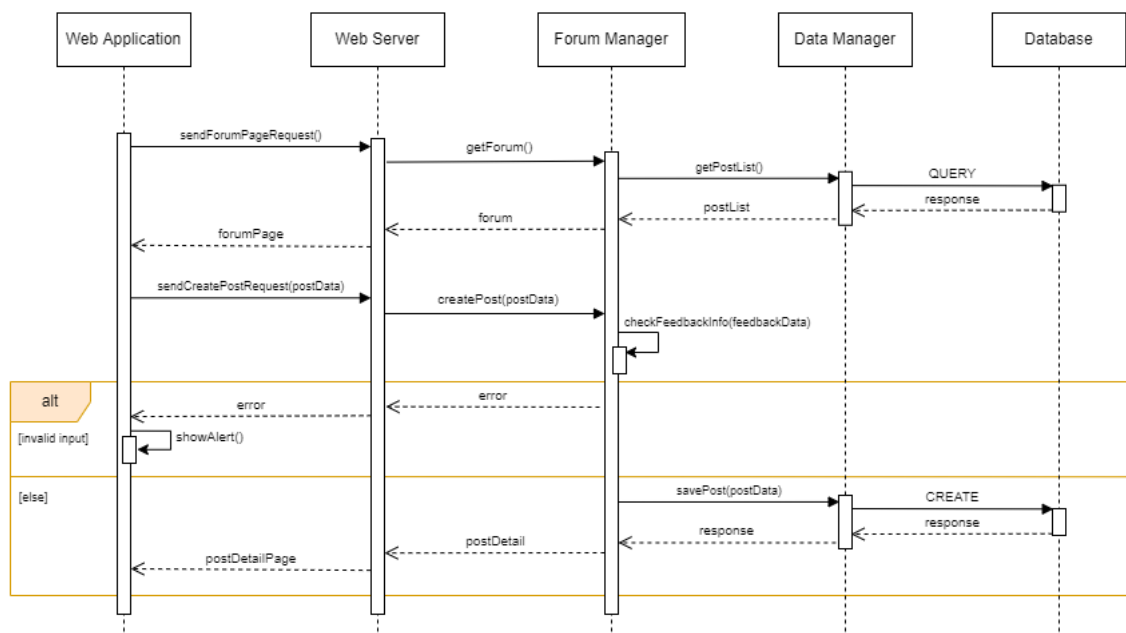 Web Application
Web Server
Forum Manager
Data Manager
Database
sendForumPageRequest()
getForum()
getPostList()
QUERY
response
postList
forum
forumPage
sendCreatePostRequest(postData)
createPost(postData)
checkFeedbackInfo(feedbackData)
alt
error
error
[invalid input]
showAlert()
[else]
savePost(postData)
CREATE
response
response
postDetail
postDetailPage